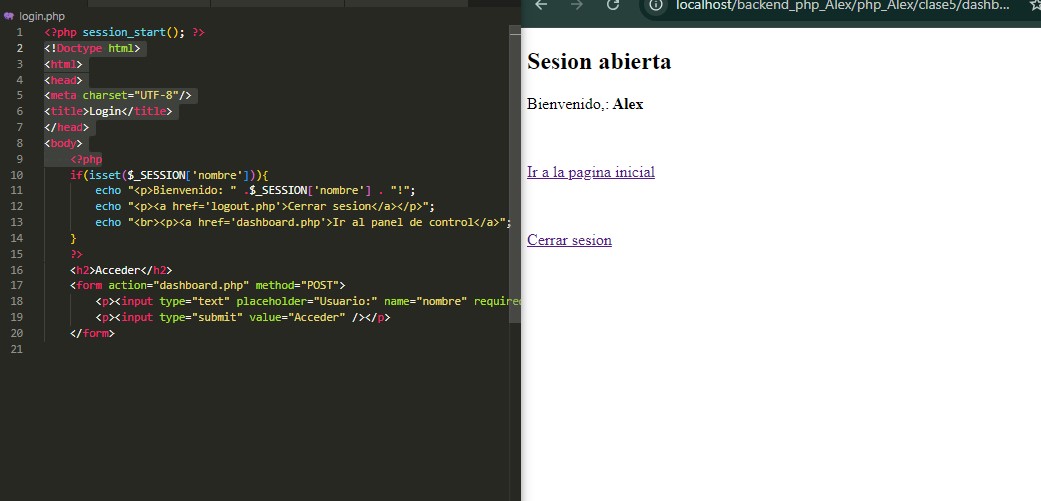 login.php
1 <?php session_start(); ?>
2 <!Doctype html>
3 <html>
4 <head>
5 <meta charset="UTF-8"/>
6 <title>Login</title>
7 </head>
8 <body>
9 <?php
10 if(isset($_SESSION['nombre'])){
11 echo "<p>Bienvenido: " .$_SESSION['nombre'] . "!";
12 echo "<p><a href='logout.php'>Cerrar sesion</a></p>";
13 echo "<br><p><a href='dashboard.php'>Ir al panel de control</a>";
14 }
15 ?>
16 <h2>Acceder</h2>
17 <form action="dashboard.php" method="POST">
18 <p><input type="text" placeholder="Usuario:" name="nombre" require
19 <p><input type="submit" value="Acceder" /></p>
20 </form>
21
localhost/backend_php_Alex/php_Alex/clase5/dashb...
Sesion abierta
Bienvenido,: Alex
Ir a la pagina inicial
Cerrar sesion